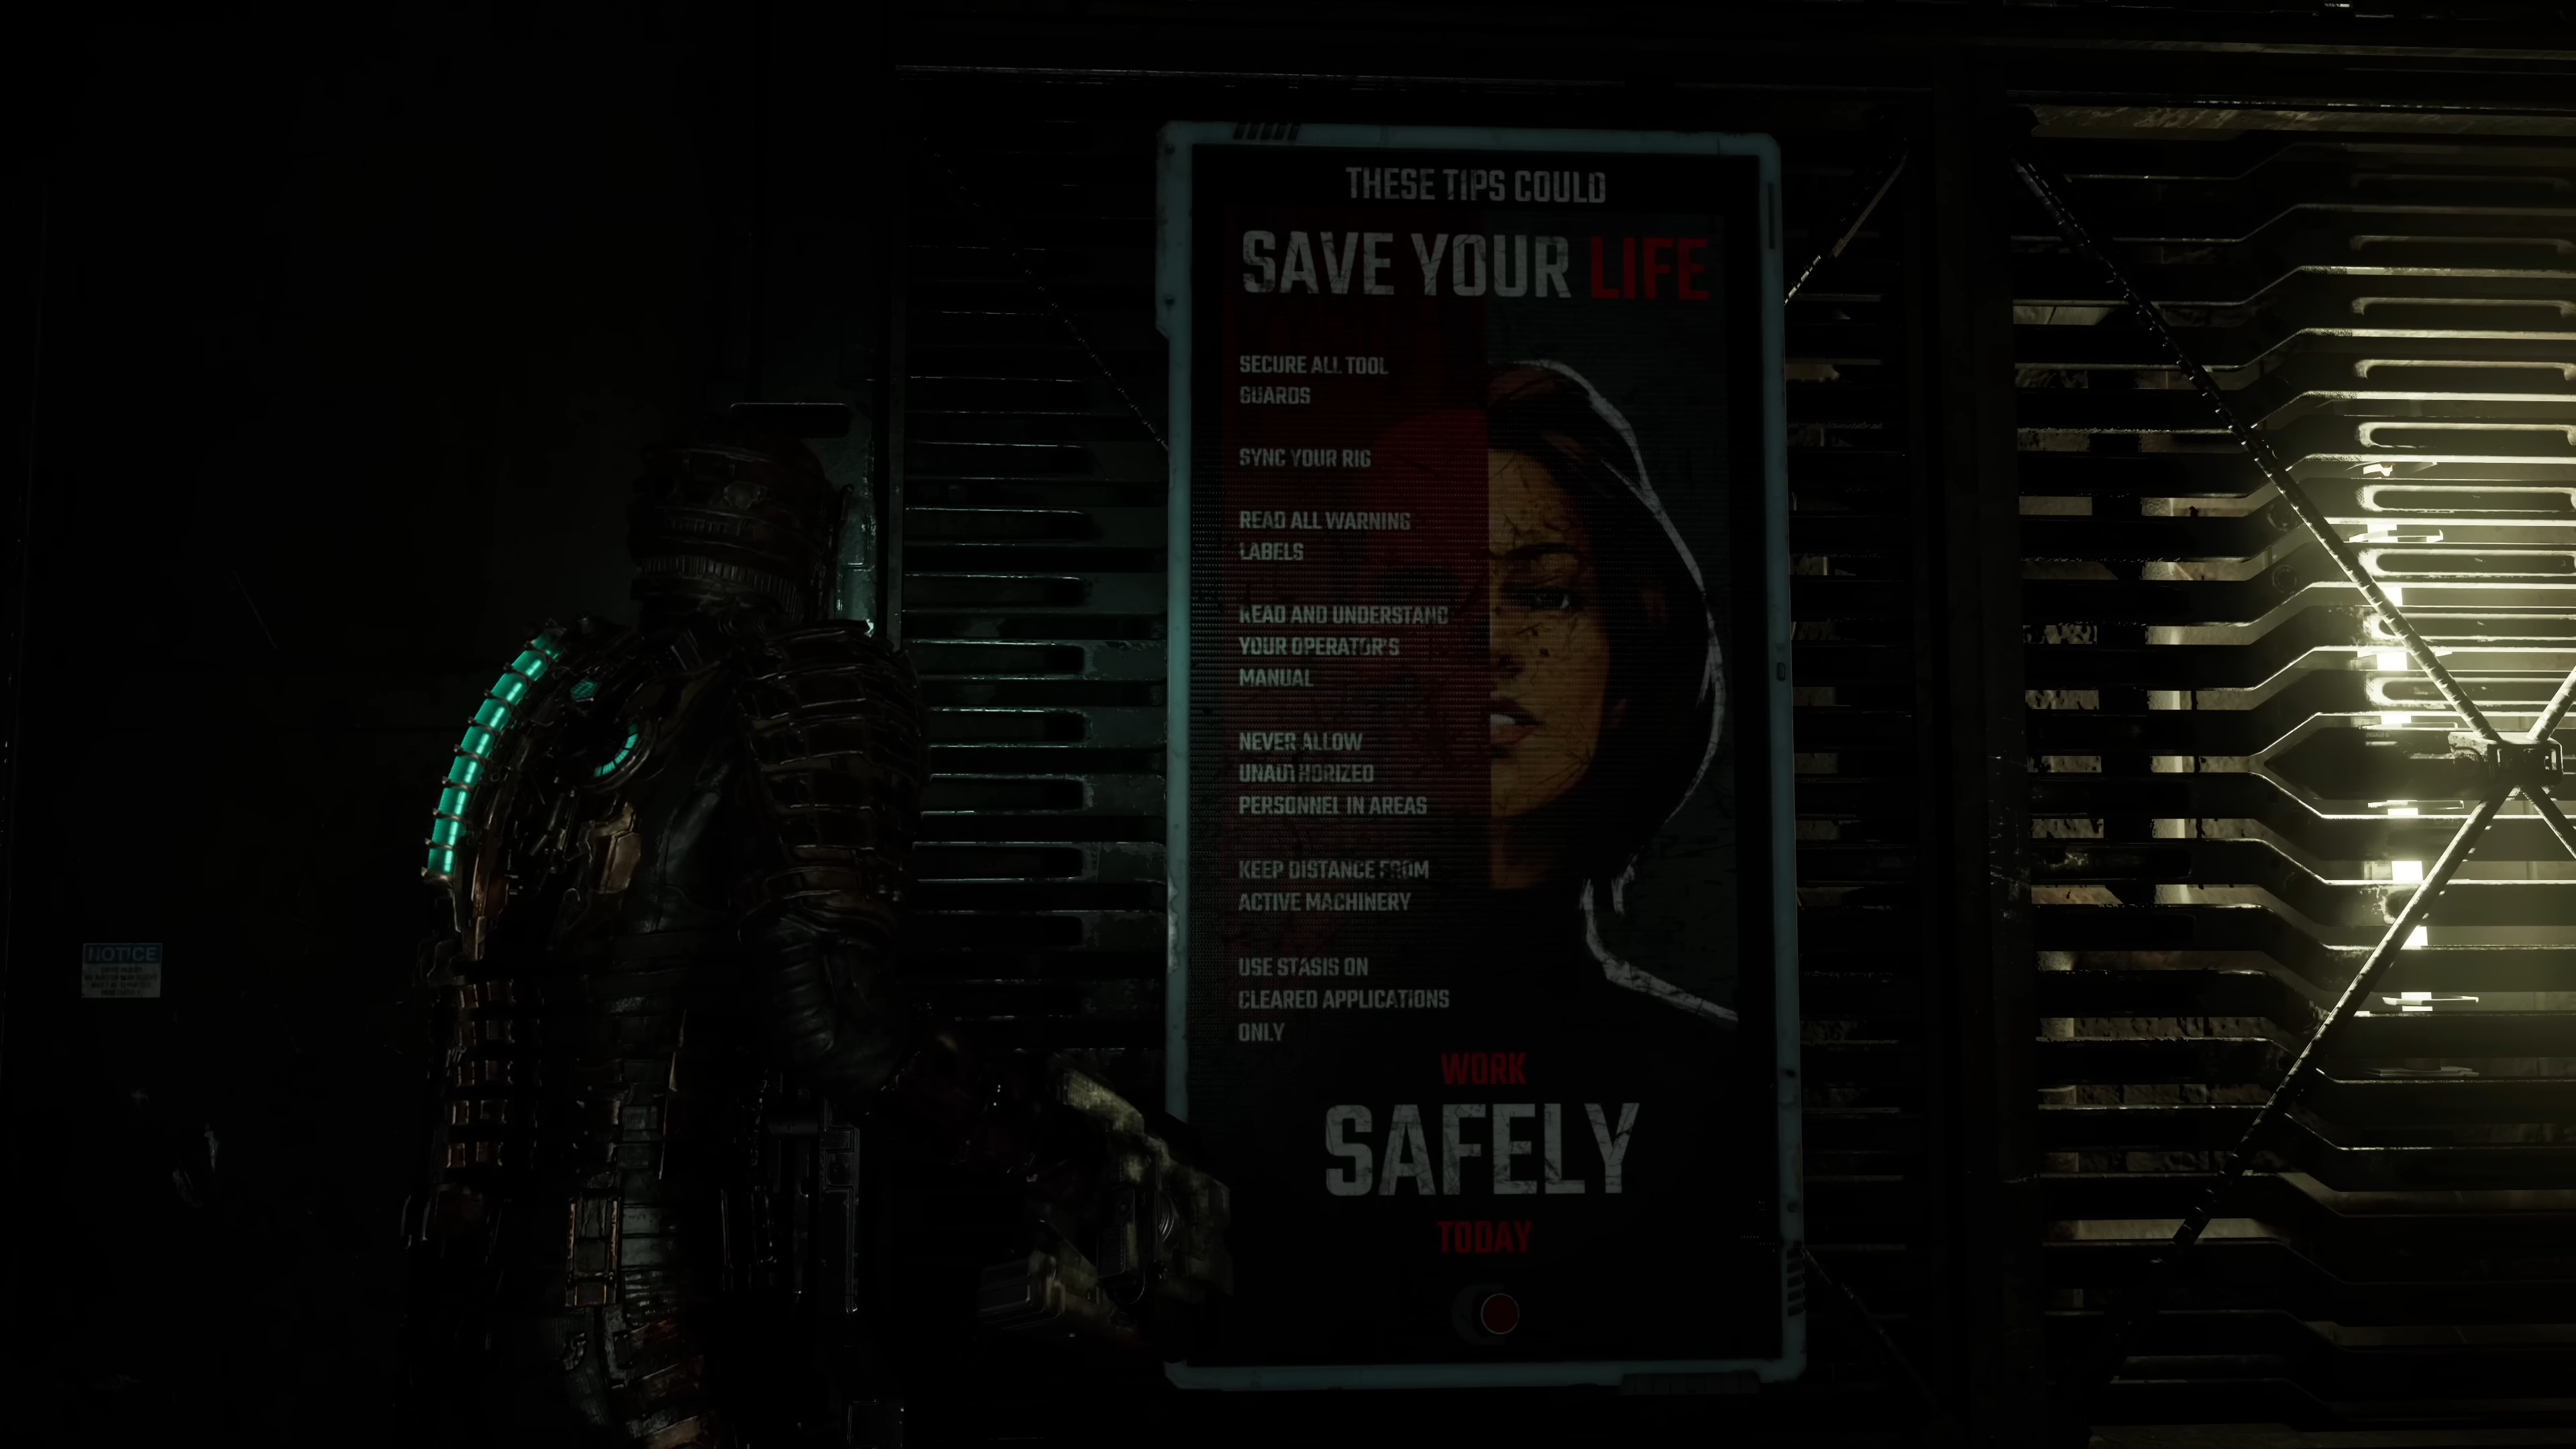 THESE TIPS COULD
SAVE YOUR LIFE
SECURE ALL TOOL
GUARDS
SYNC YOUR RIG
READ ALL WARNING
LABELS
READ AND UNDERSTAND
YOUR OPERATOR'S
MANUAL
NEVER ALLOW
UNAUTHORIZED
PERSONNEL IN AREAS
KEEP DISTANCE FROM
ACTIVE MACHINERY
USE STASIS ON
CLEARED APPLICATIONS
ONLY
WORK
SAFELY
TODAY
NOTICE